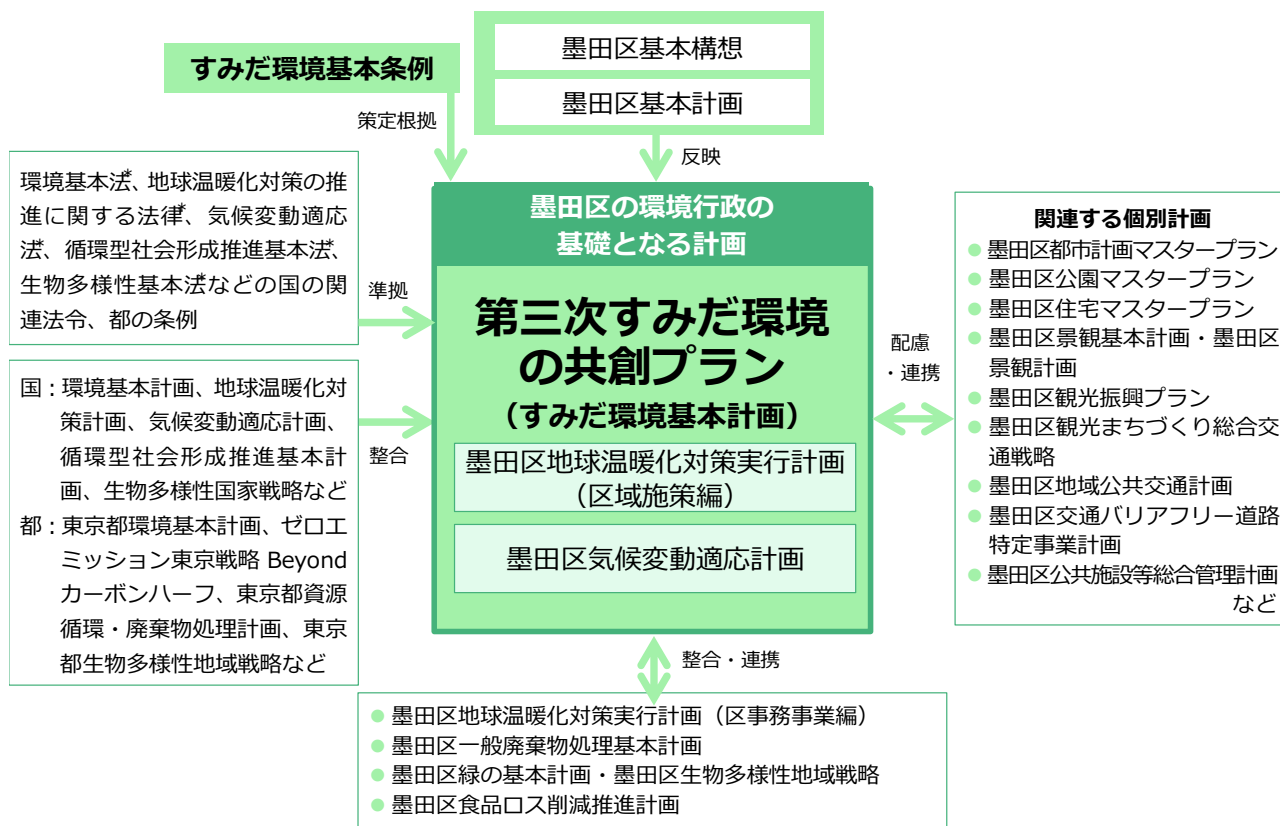 墨田区基本構想
墨田区基本計画
すみだ環境基本条例
策定根拠
反映
環境基本法*、地球温暖化対策の推
進に関する法律*、気候変動適応
法*、循環型社会形成推進基本法*、
生物多様性基本法*などの国の関
連法令、都の条例
準拠
国：環境基本計画、地球温暖化対
策計画、気候変動適応計画、
循環型社会形成推進基本計
画、生物多様性国家戦略など
都：東京都環境基本計画、ゼロエ
ミッション東京戦略 Beyond
カーボンハーフ、東京都資源
循環・廃棄物処理計画、東京
都生物多様性地域戦略など
整合
墨田区の環境行政の
基礎となる計画
第三次すみだ環境
の共創プラン
（すみだ環境基本計画）
墨田区地球温暖化対策実行計画
（区域施策編）
墨田区気候変動適応計画
配慮
・連携
関連する個別計画
● 墨田区都市計画マスタープラン
● 墨田区公園マスタープラン
● 墨田区住宅マスタープラン
● 墨田区景観基本計画・墨田区
景観計画
● 墨田区観光振興プラン
● 墨田区観光まちづくり総合交
通戦略
● 墨田区地域公共交通計画
● 墨田区交通バリアフリー道路
特定事業計画
● 墨田区公共施設等総合管理計画
など
整合・連携
● 墨田区地球温暖化対策実行計画（区事務事業編）
● 墨田区一般廃棄物処理基本計画
● 墨田区緑の基本計画・墨田区生物多様性地域戦略
● 墨田区食品ロス削減推進計画